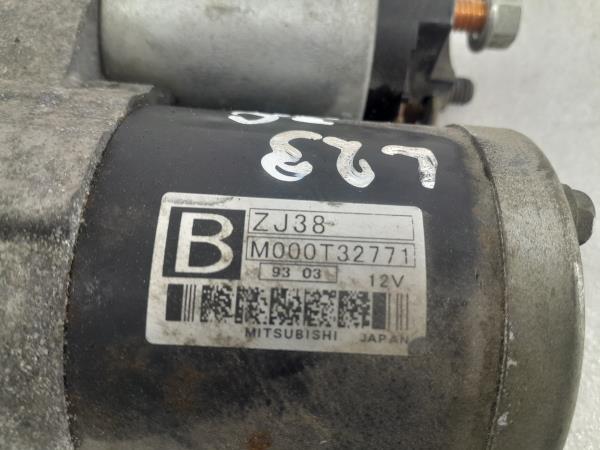 L23
B ZJ38
M000T32771
93 03 12V
MITSUBISHI JAPAN